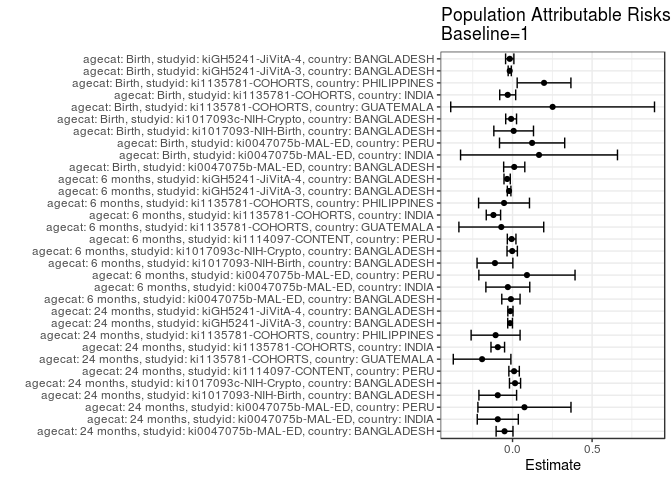 Population Attributable Risks
Baseline=1
agecat: Birth, studyid: kiGH5241-JiVitA-4, country: BANGLADESH
agecat: Birth, studyid: kiGH5241-JiVitA-3, country: BANGLADESH
agecat: Birth, studyid: ki1135781-COHORTS, country: PHILIPPINES
agecat: Birth, studyid: ki1135781-COHORTS, country: INDIA
agecat: Birth, studyid: ki1135781-COHORTS, country: GUATEMALA
agecat: Birth, studyid: ki1017093c-NIH-Crypto, country: BANGLADESH
agecat: Birth, studyid: ki1017093-NIH-Birth, country: BANGLADESH
agecat: Birth, studyid: ki0047075b-MAL-ED, country: PERU
agecat: Birth, studyid: ki0047075b-MAL-ED, country: INDIA
agecat: Birth, studyid: ki0047075b-MAL-ED, country: BANGLADESH
agecat: 6 months, studyid: kiGH5241-JiVitA-4, country: BANGLADESH
agecat: 6 months, studyid: kiGH5241-JiVitA-3, country: BANGLADESH
agecat: 6 months, studyid: ki1135781-COHORTS, country: PHILIPPINES
agecat: 6 months, studyid: ki1135781-COHORTS, country: INDIA
agecat: 6 months, studyid: ki1135781-COHORTS, country: GUATEMALA
agecat: 6 months, studyid: ki1114097-CONTENT, country: PERU
agecat: 6 months, studyid: ki1017093c-NIH-Crypto, country: BANGLADESH
agecat: 6 months, studyid: ki1017093-NIH-Birth, country: BANGLADESH
agecat: 6 months, studyid: ki0047075b-MAL-ED, country: PERU
agecat: 6 months, studyid: ki0047075b-MAL-ED, country: INDIA
agecat: 6 months, studyid: ki0047075b-MAL-ED, country: BANGLADESH
agecat: 24 months, studyid: kiGH5241-JiVitA-4, country: BANGLADESH
agecat: 24 months, studyid: kiGH5241-JiVitA-3, country: BANGLADESH
agecat: 24 months, studyid: ki1135781-COHORTS, country: PHILIPPINES
agecat: 24 months, studyid: ki1135781-COHORTS, country: INDIA
agecat: 24 months, studyid: ki1135781-COHORTS, country: GUATEMALA
agecat: 24 months, studyid: ki1114097-CONTENT, country: PERU
agecat: 24 months, studyid: ki1017093c-NIH-Crypto, country: BANGLADESH
agecat: 24 months, studyid: ki1017093-NIH-Birth, country: BANGLADESH
agecat: 24 months, studyid: ki0047075b-MAL-ED, country: PERU
agecat: 24 months, studyid: ki0047075b-MAL-ED, country: INDIA
agecat: 24 months, studyid: ki0047075b-MAL-ED, country: BANGLADESH
0.0 0.5
Estimate